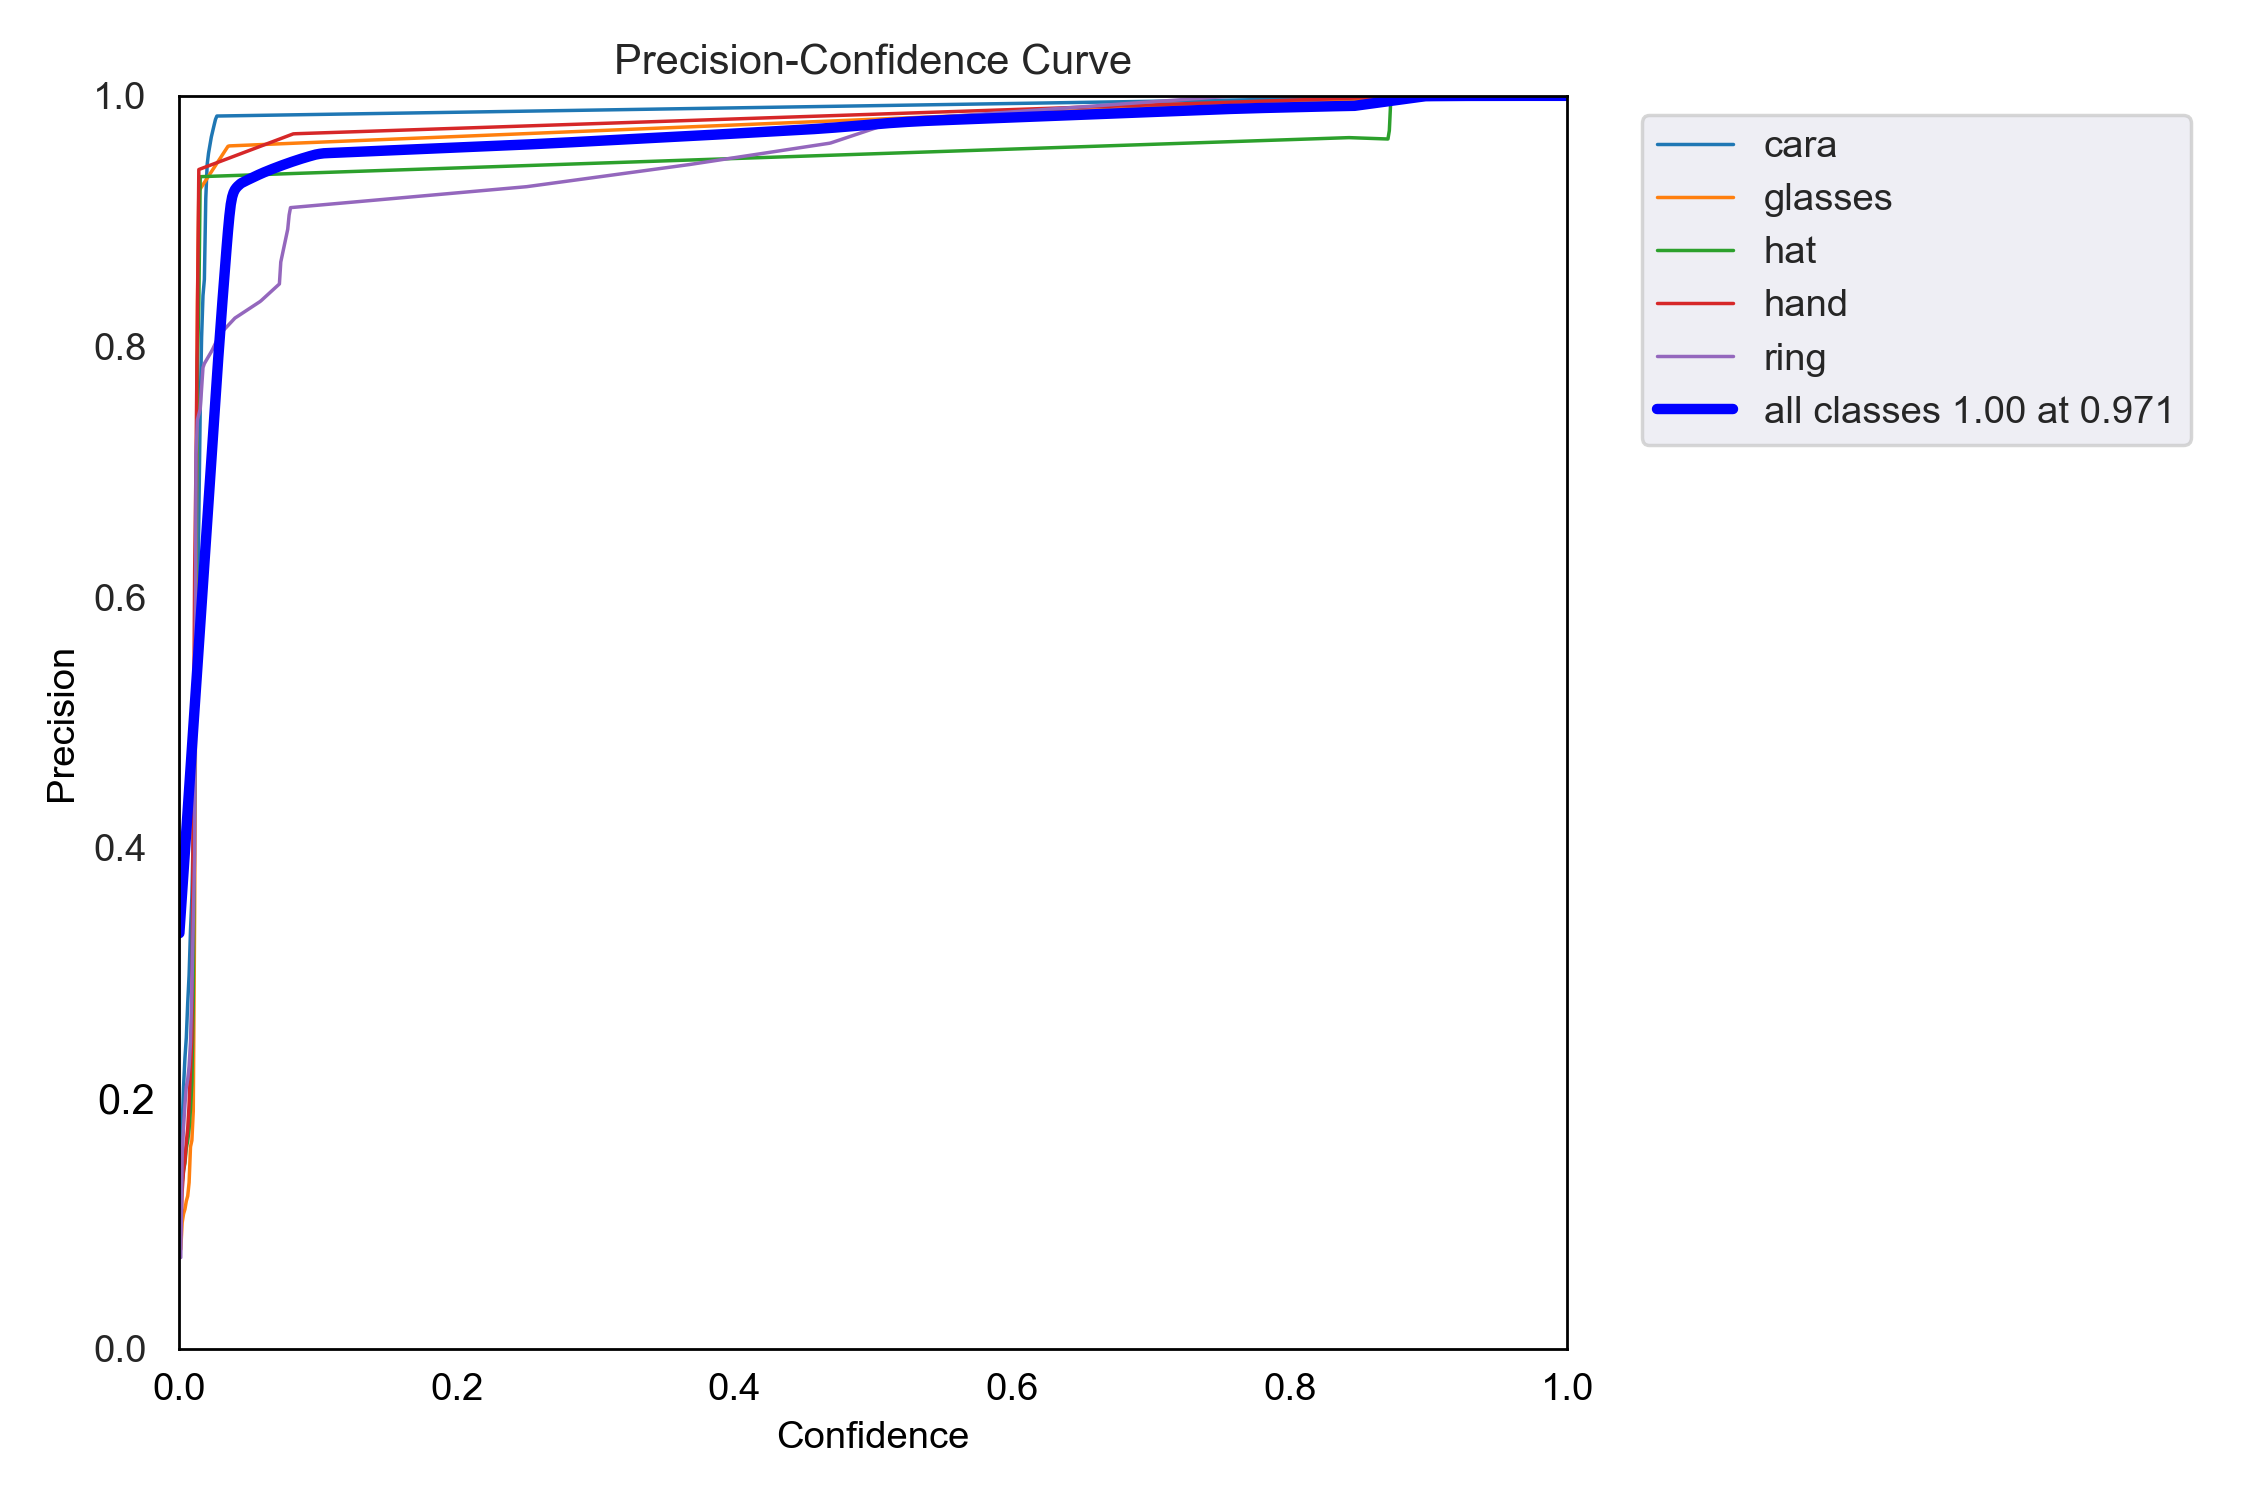 Precision-Confidence Curve
1.0
0.8
0.6
0.4
0.2
0.0
Precision
0.0 0.2 0.4 0.6 0.8 1.0
Confidence
cara
glasses
hat
hand
ring
all classes 1.00 at 0.971